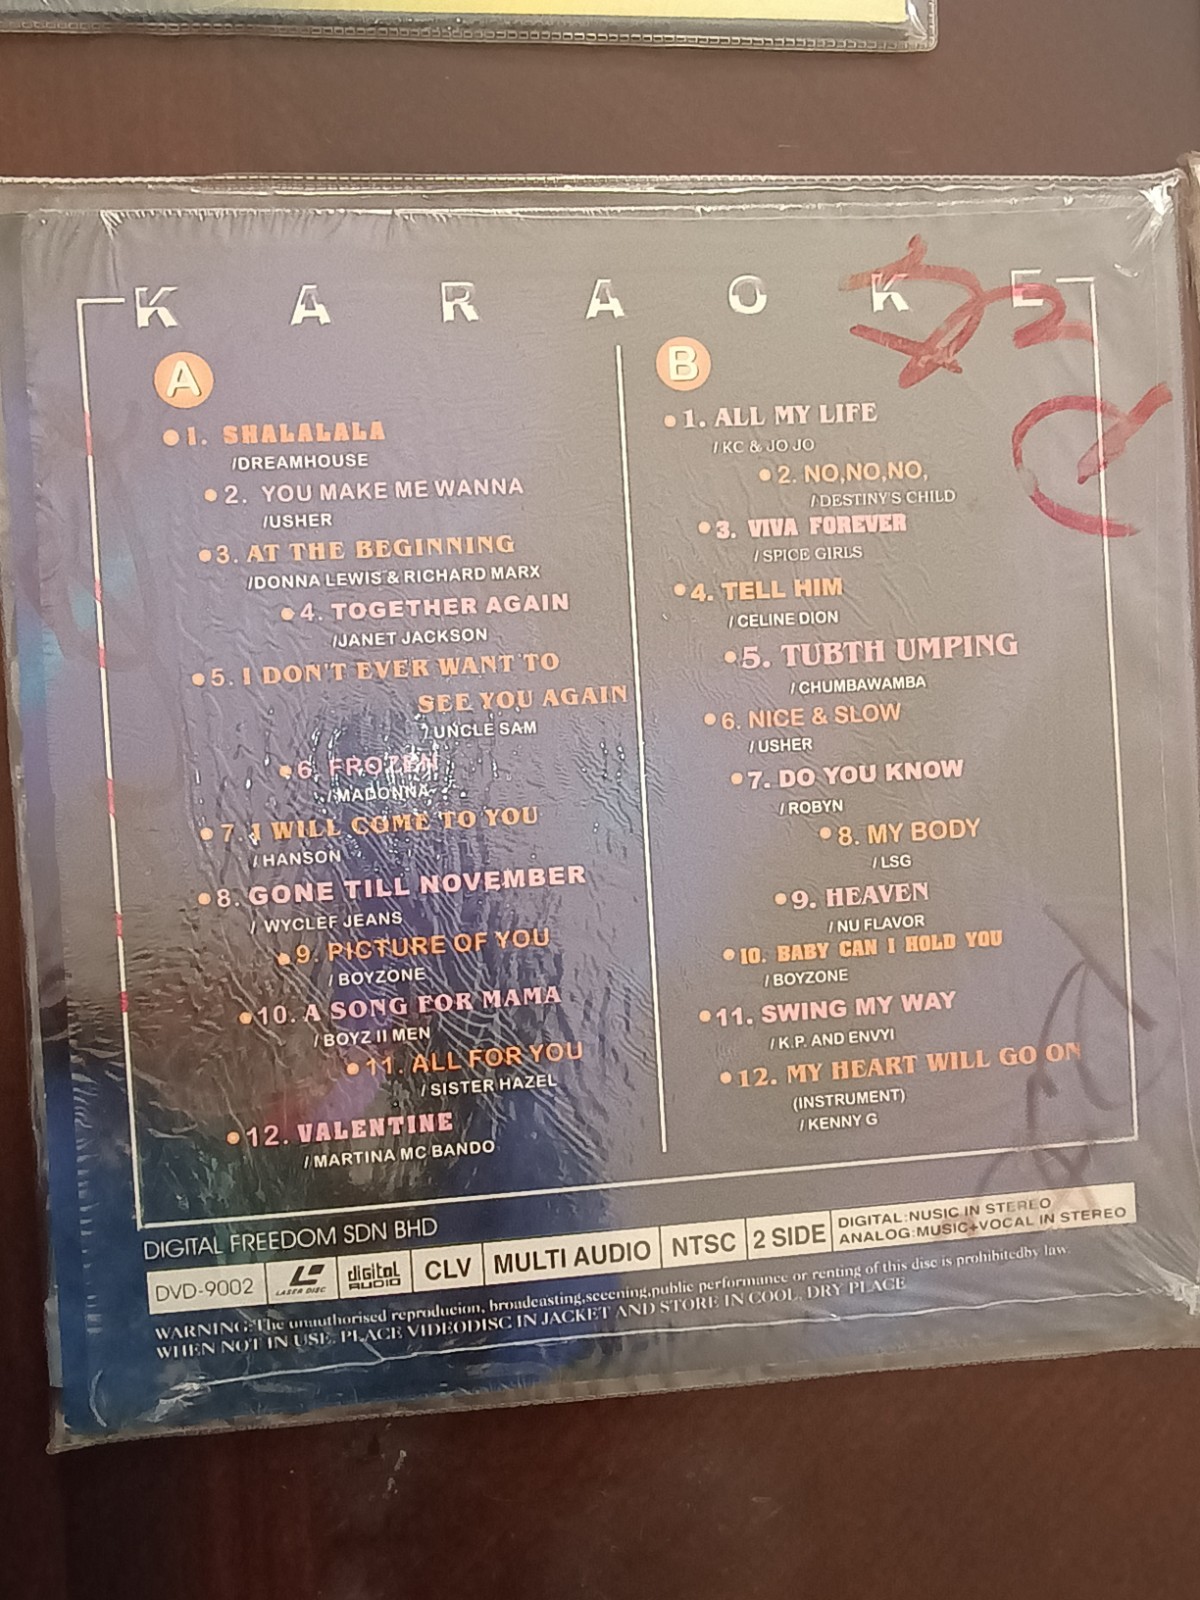 KARAOKE
A
1. SHALALALA
/DREAMHOUSE
2. YOU MAKE ME WANNA
/USHER
3. AT THE BEGINNING
/DONNA LEWIS & RICHARD MARX
4. TOGETHER AGAIN
/JANET JACKSON
5. I DON'T EVER WANT TO
SEE YOU AGAIN
/UNCLE SAM
6. FROZEN
/MADONNA
7. I WILL COME TO YOU
/HANSON
8. GONE TILL NOVEMBER
/ WYCLEF JEANS
9. PICTURE OF YOU
/ BOYZONE
10. A SONG FOR MAMA
/ BOYZ II MEN
11. ALL FOR YOU
/ SISTER HAZEL
12. VALENTINE
/ MARTINA MC BANDO
B
1. ALL MY LIFE
/ KC & JO JO
2. NO,NO,NO,
/ DESTINY'S CHILD
3. VIVA FOREVER
/ SPICE GIRLS
4. TELL HIM
/ CELINE DION
5. TUBTH UMPING
/ CHUMBAWAMBA
6. NICE & SLOW
/ USHER
7. DO YOU KNOW
/ ROBYN
8. MY BODY
/ LSG
9. HEAVEN
/ NU FLAVOR
10. BABY CAN I HOLD YOU
/ BOYZONE
11. SWING MY WAY
/ K.P. AND ENVYI
12. MY HEART WILL GO ON
(INSTRUMENT)
/ KENNY G
DIGITAL FREEDOM SDN BHD
DVD-9002 LASER DISC digital AUDIO CLV MULTI AUDIO NTSC 2 SIDE DIGITAL:NUSIC IN STEREO
ANALOG:MUSIC+VOCAL IN STEREO
WARNING:The unauthorised reproducion, broadcasting,sceening,public performance or renting of this disc is prohibitedby law.
WHEN NOT IN USE, PLACE VIDEODISC IN JACKET AND STORE IN COOL, DRY PLACE